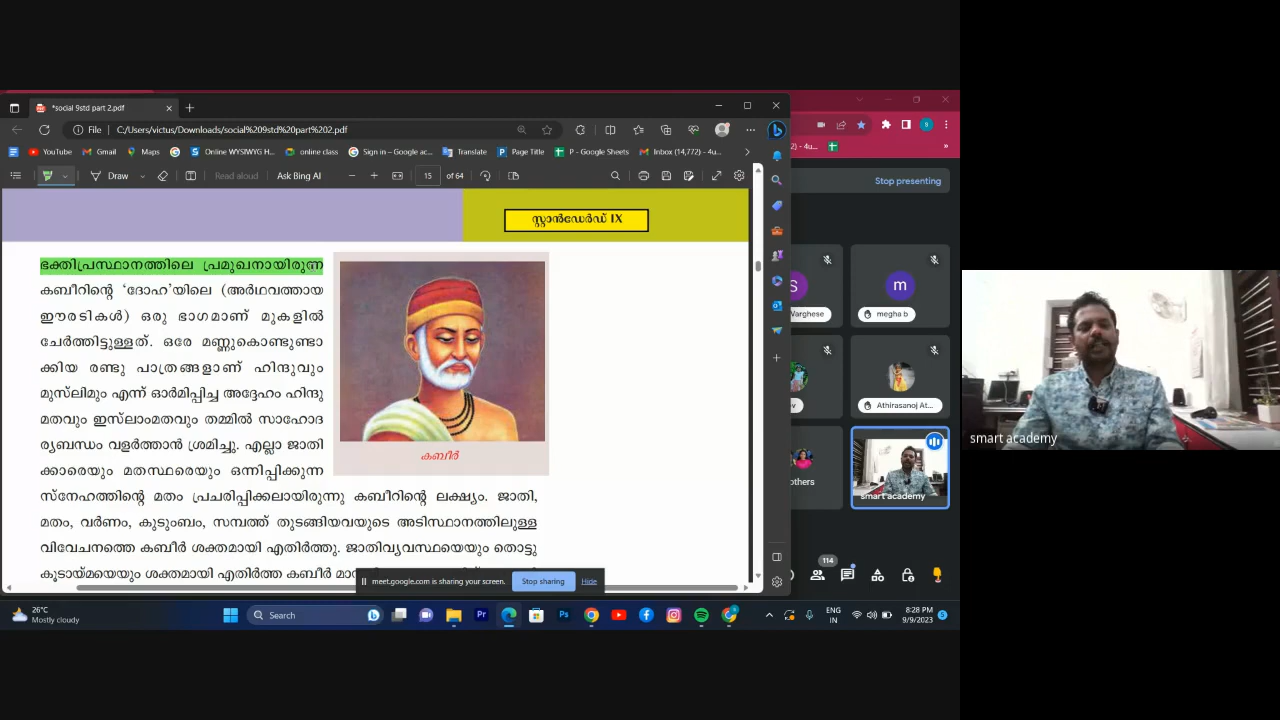 *social 9std part 2.pdf
File
C:/Users/victus/Downloads/social%209std%20part%202.pdf
YouTube Gmail Maps Online WYSIWYG H... online class Sign in – Google ac... Translate Page Title P - Google Sheets Inbox (14,772) - 4u...
Draw Read aloud Ask Bing AI 15 of 64
Stop presenting
സ്റ്റാൻഡേർഡ് IX
ഭക്തിപ്രസ്ഥാനത്തിലെ പ്രമുഖനായിരുന്ന
കബീറിന്റെ ‘ദോഹ’യിലെ (അർഥവത്തായ
ഈരടികൾ) ഒരു ഭാഗമാണ് മുകളിൽ
ചേർത്തിട്ടുള്ളത്. ഒരേ മണ്ണുകൊണ്ടുണ്ടാ
ക്കിയ രണ്ടു പാത്രങ്ങളാണ് ഹിന്ദുവും
മുസ്‌ലിമും എന്ന് ഓർമിപ്പിച്ച അദ്ദേഹം ഹിന്ദു
മതവും ഇസ്‌ലാംമതവും തമ്മിൽ സാഹോദ
ര്യബന്ധം വളർത്താൻ ശ്രമിച്ചു. എല്ലാ ജാതി
ക്കാരെയും മതസ്ഥരെയും ഒന്നിപ്പിക്കുന്ന
സ്നേഹത്തിന്റെ മതം പ്രചരിപ്പിക്കലായിരുന്നു കബീറിന്റെ ലക്ഷ്യം. ജാതി,
മതം, വർണം, കുടുംബം, സമ്പത്ത് തുടങ്ങിയവയുടെ അടിസ്ഥാനത്തിലുള്ള
വിവേചനത്തെ കബീർ ശക്തമായി എതിർത്തു. ജാതിവ്യവസ്ഥയെയും തൊട്ടു
കൂടായ്മയെയും ശക്തമായി എതിർത്ത കബീർ
കബീർ
S
Varghese
m
megha b
Athirasanoj At...
others
smart academy
114
meet.google.com is sharing your screen. Stop sharing Hide
26°C
Mostly cloudy
Search
Pr
Ps
ENG
IN
8:28 PM
9/9/2023
smart academy